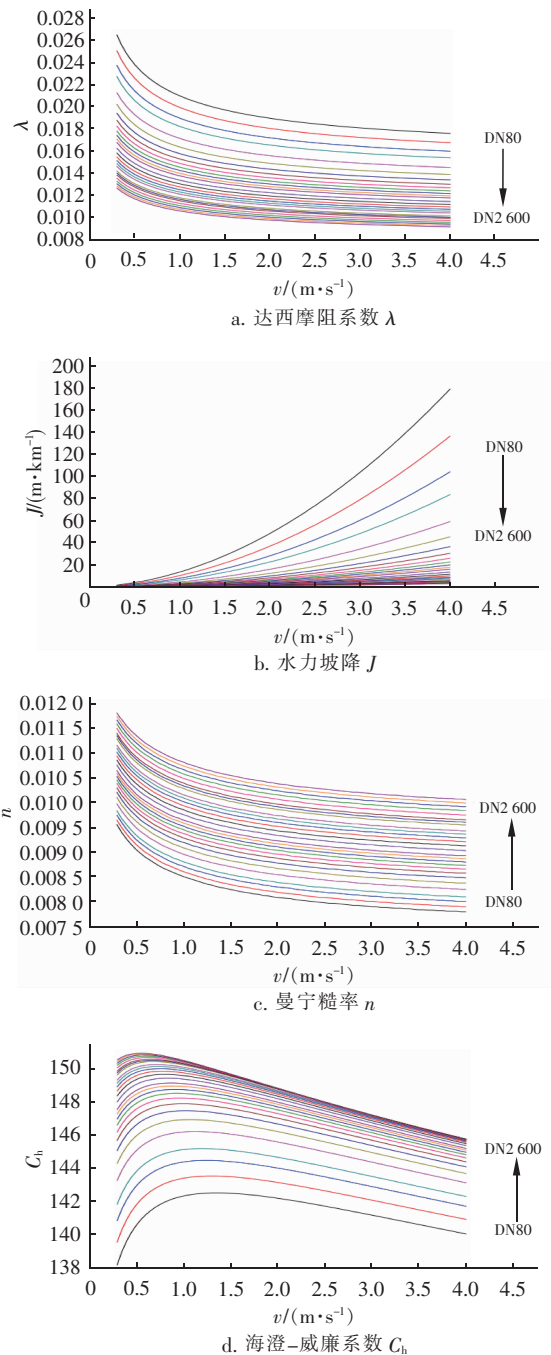 0.028
0.026
0.024
0.022
0.020
0.018
0.016
0.014
0.012
0.010
0.008
λ
DN80
DN2 600
0 0.5 1.0 1.5 2.0 2.5 3.0 3.5 4.0 4.5
v/(m·s⁻¹)
a. 达西摩阻系数 λ
200
180
160
140
120
100
80
60
40
20
J/(m·km⁻¹)
DN80
DN2 600
0 0.5 1.0 1.5 2.0 2.5 3.0 3.5 4.0 4.5
v/(m·s⁻¹)
b. 水力坡降 J
0.012 0
0.011 5
0.011 0
0.010 5
0.010 0
0.009 5
0.009 0
0.008 5
0.008 0
0.007 5
n
DN2 600
DN80
0 0.5 1.0 1.5 2.0 2.5 3.0 3.5 4.0 4.5
v/(m·s⁻¹)
c. 曼宁糙率 n
150
148
146
144
142
140
138
Cₕ
DN2 600
DN80
0 0.5 1.0 1.5 2.0 2.5 3.0 3.5 4.0 4.5
v/(m·s⁻¹)
d. 海澄–威廉系数 Cₕ